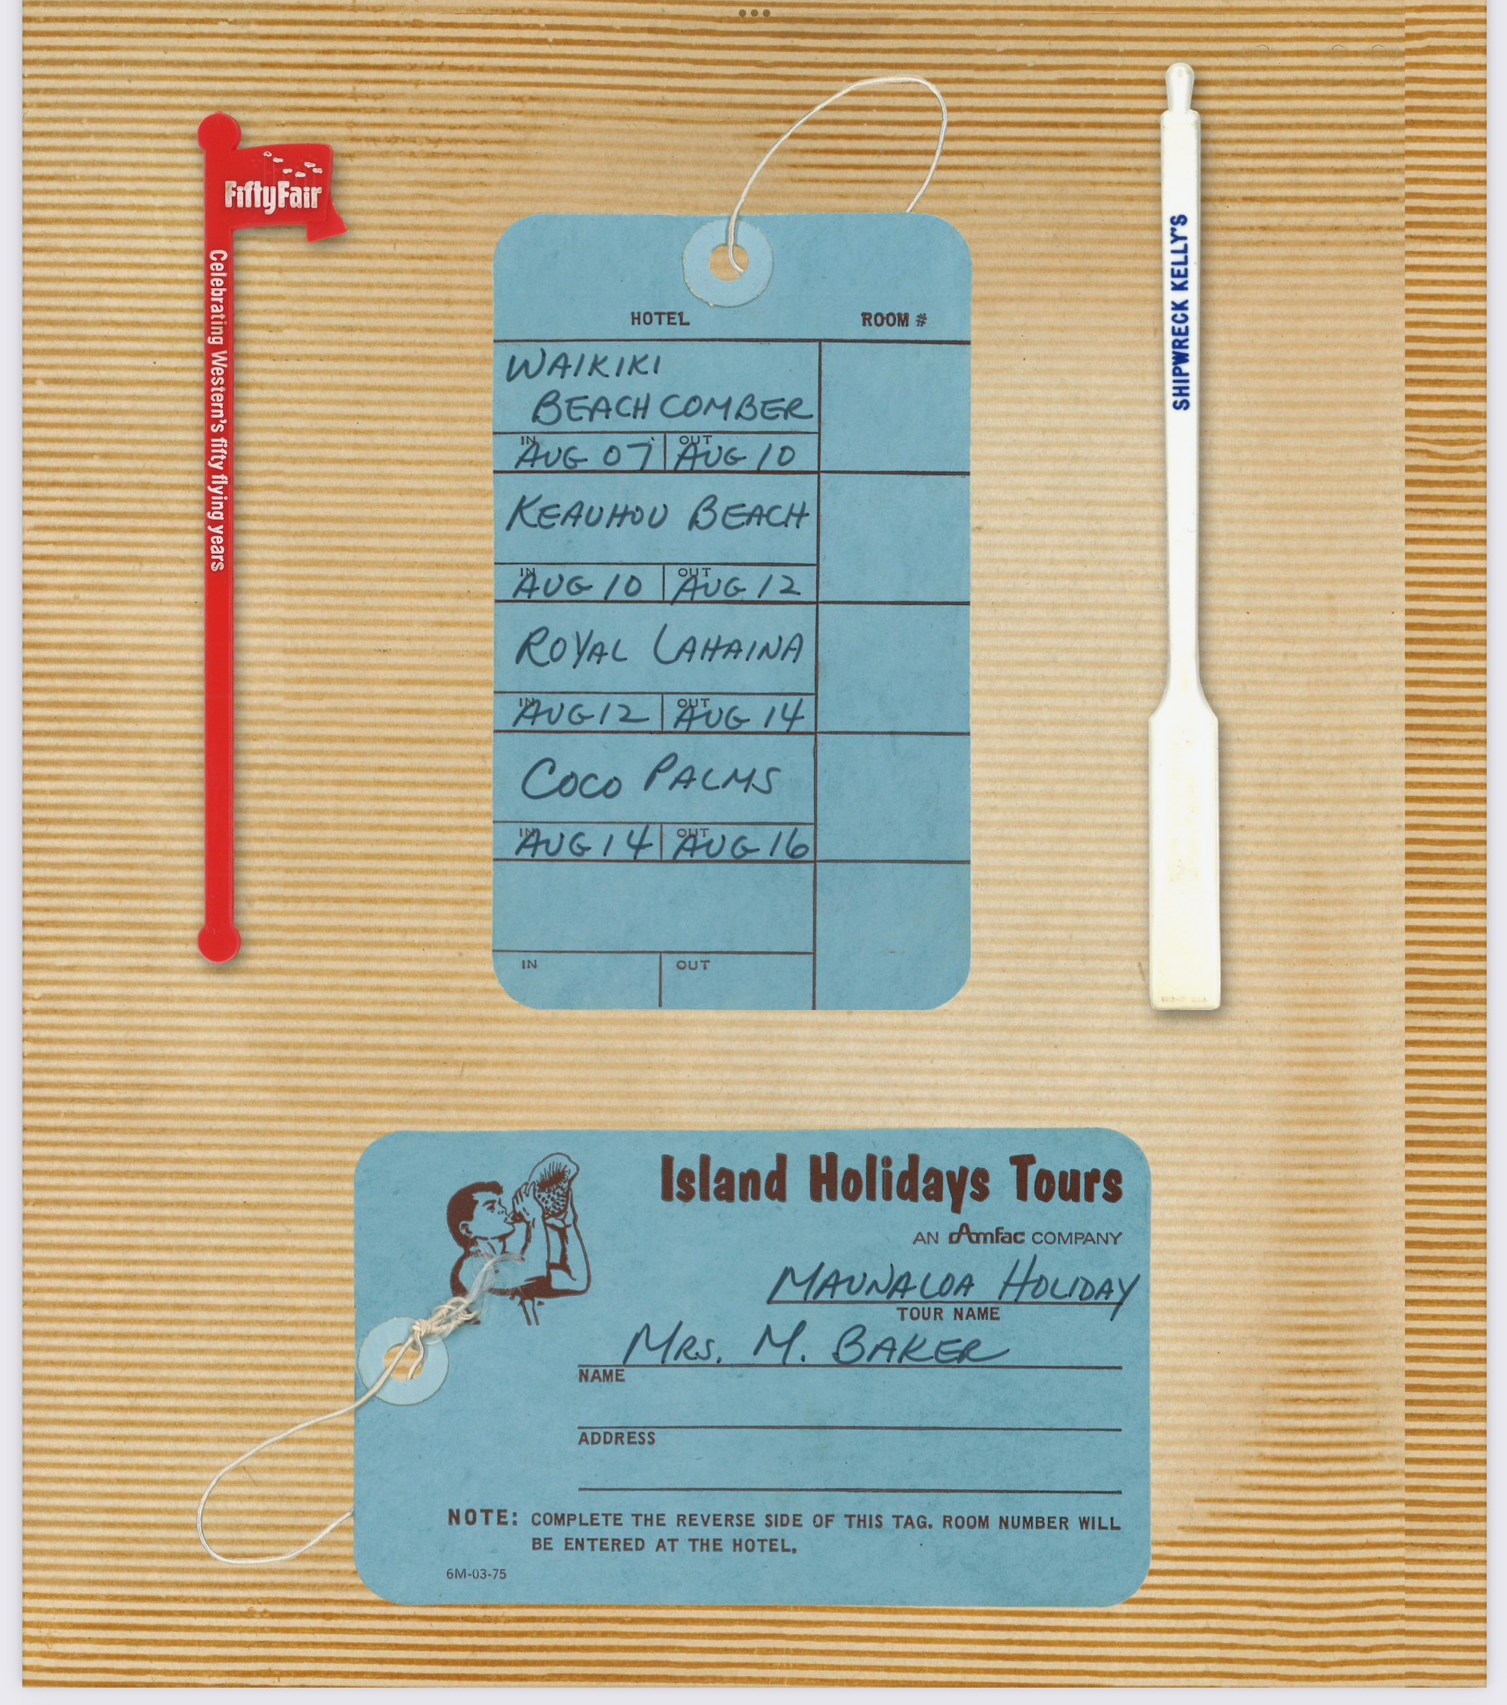 FiftyFair
Celebrating Western's fifty flying years
HOTEL ROOM #
WAIKIKI
BEACHCOMBER
IN AUG 07 OUT AUG 10
KEAUHOU BEACH
IN AUG 10 OUT AUG 12
ROYAL LAHAINA
IN AUG 12 OUT AUG 14
COCO PALMS
IN AUG 14 OUT AUG 16
IN OUT
SHIPWRECK KELLY'S
Island Holidays Tours
AN Amfac COMPANY
MAUNALOA HOLIDAY
TOUR NAME
MRS. M. BAKER
NAME
ADDRESS
NOTE: COMPLETE THE REVERSE SIDE OF THIS TAG. ROOM NUMBER WILL
BE ENTERED AT THE HOTEL.
6M-03-75